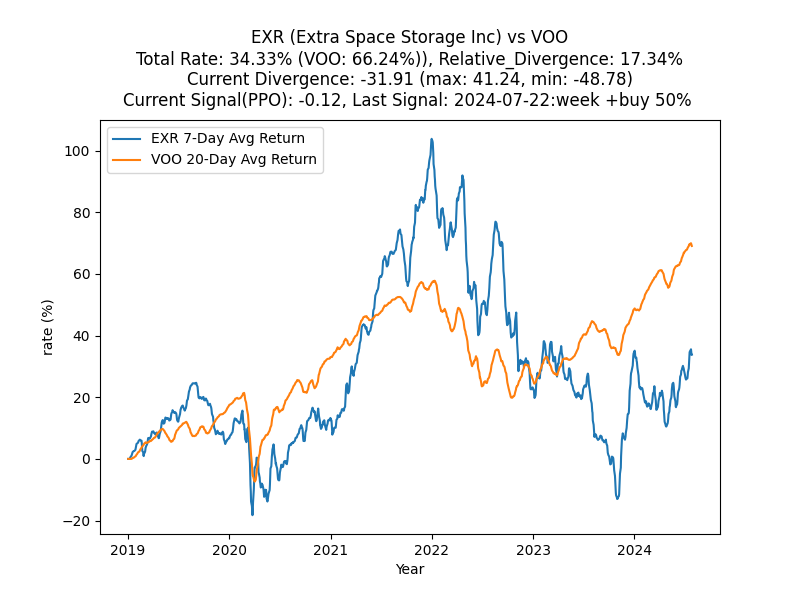 EXR (Extra Space Storage Inc) vs VOO
Total Rate: 34.33% (VOO: 66.24%)), Relative_Divergence: 17.34%
Current Divergence: -31.91 (max: 41.24, min: -48.78)
Current Signal(PPO): -0.12, Last Signal: 2024-07-22:week +buy 50%
EXR 7-Day Avg Return
VOO 20-Day Avg Return
100
80
60
40
20
0
−20
rate (%)
2019
2020
2021
2022
2023
2024
Year